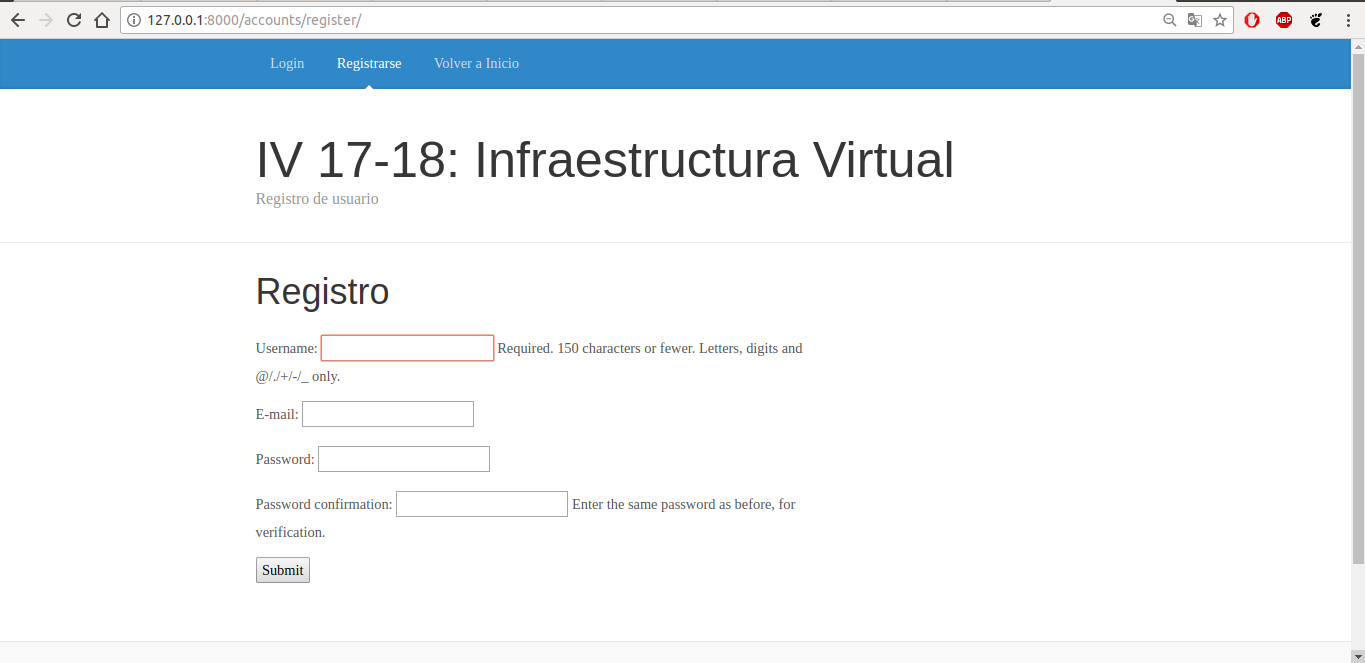 127.0.0.1:8000/accounts/register/
ABP
Login Registrarse Volver a Inicio
IV 17-18: Infraestructura Virtual
Registro de usuario
Registro
Username: Required. 150 characters or fewer. Letters, digits and
@/./+/-/_ only.
E-mail:
Password:
Password confirmation: Enter the same password as before, for
verification.
Submit